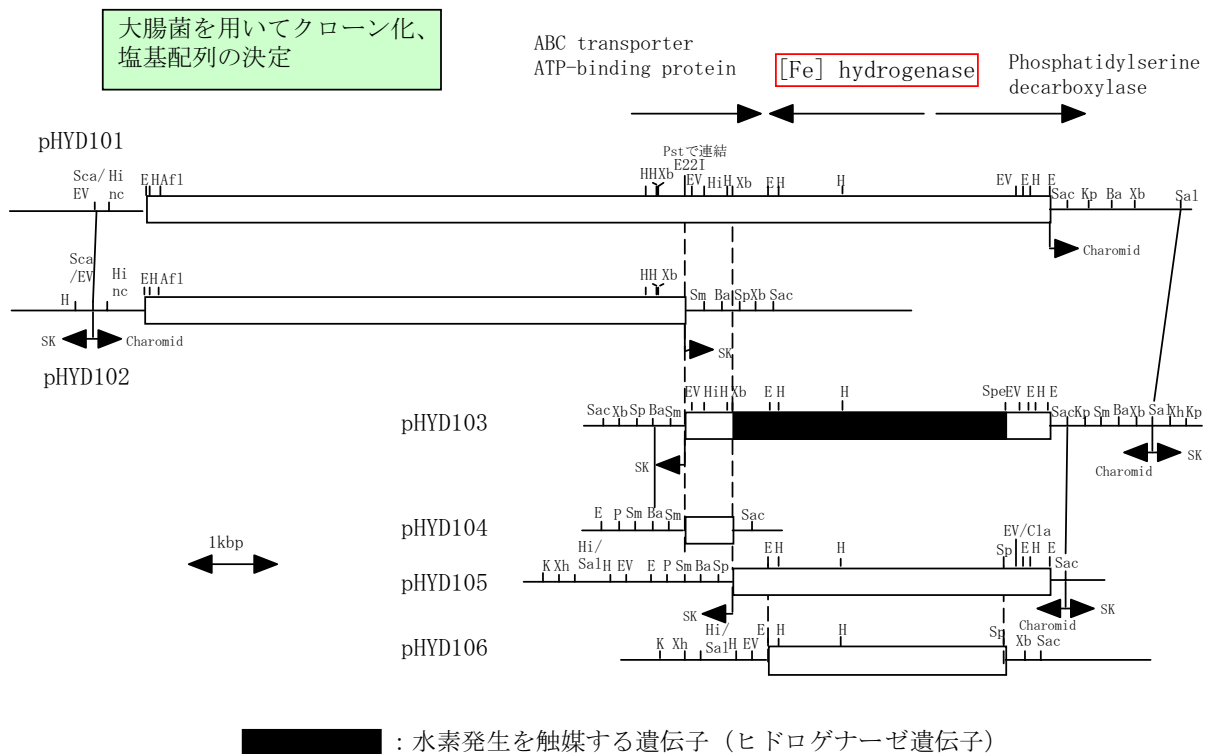 大腸菌を用いてクローン化、
塩基配列の決定
ABC transporter
ATP-binding protein
[Fe] hydrogenase
Phosphatidylserine
decarboxylase
pHYD101
Pstで連結
E22I
Sca/ Hi
EV nc
E HAfl
HHXb
EV HiH Xb
E H
H
EV E H E
Sac Kp Ba Xb Sal
Charomid
Sca
/EV
Hi
nc
H
EHAfl
HH Xb
Sm Ba SpXb Sac
SK Charomid
SK
pHYD102
pHYD103
Sac Xb Sp Ba Sm
EV HiH Xb
E H
H
Spe EV E H E
Sac Kp Sm Ba Xb Sal Xh Kp
SK
Charomid SK
pHYD104
E P Sm Ba Sm
Sac
1kbp
pHYD105
Hi/
K Xh Sal H EV E P Sm Ba Sp
E H
H
EV/Cla
Sp E H E
Sac
SK
Charomid SK
pHYD106
Hi/
K Xh Sal H EV
E H
H
Sp
Xb Sac
：水素発生を触媒する遺伝子（ヒドロゲナーゼ遺伝子）